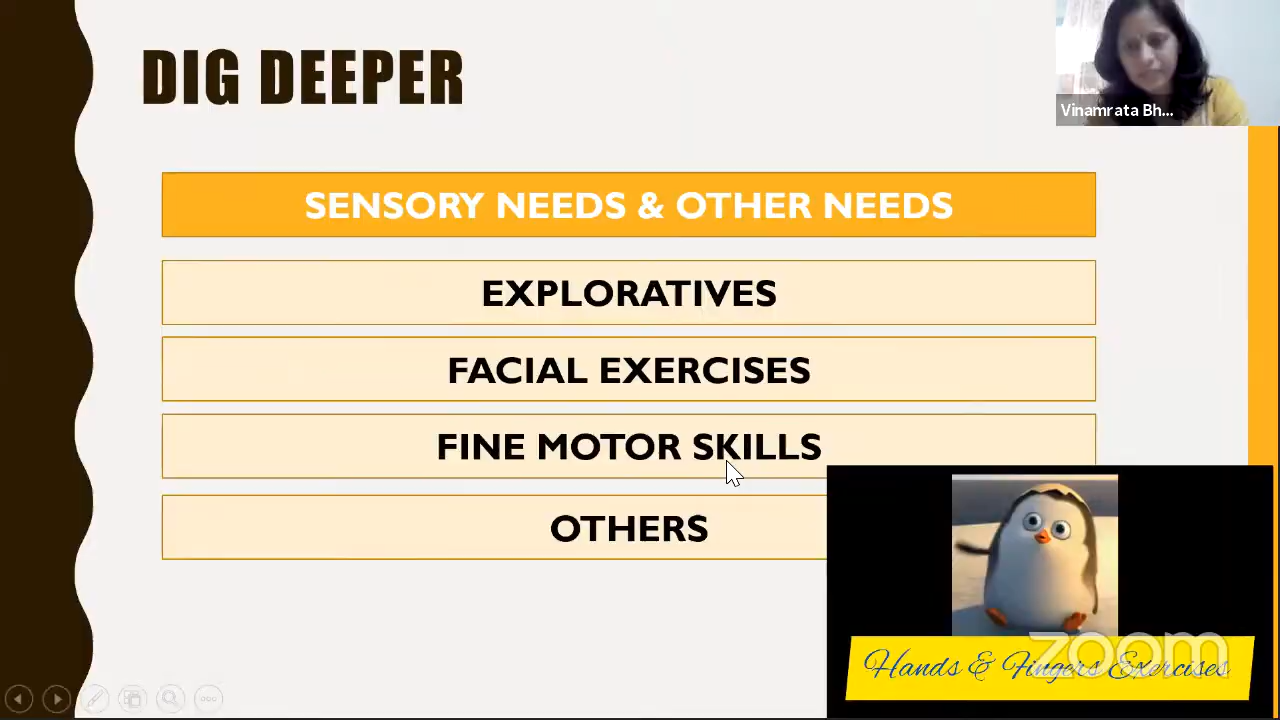 DIG DEEPER
Vinamrata Bh...
SENSORY NEEDS & OTHER NEEDS
EXPLORATIVES
FACIAL EXERCISES
FINE MOTOR SKILLS
OTHERS
zoom
Hands & Fingers Exercises